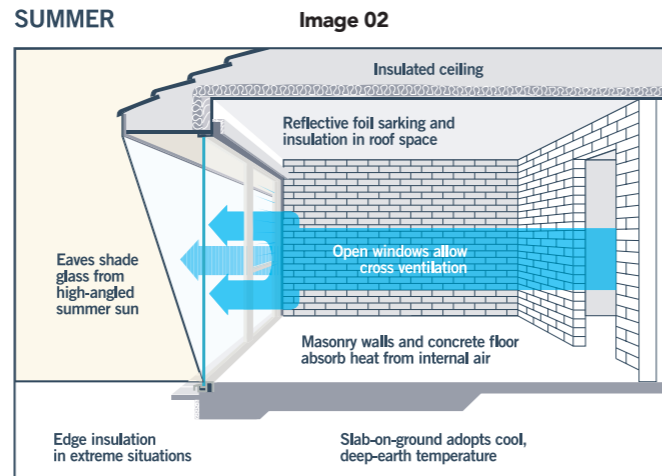 SUMMER
Image 02
Insulated ceiling
Reflective foil sarking and
insulation in roof space
Eaves shade
glass from
high-angled
summer sun
Open windows allow
cross ventilation
Masonry walls and concrete floor
absorb heat from internal air
Edge insulation
in extreme situations
Slab-on-ground adopts cool,
deep-earth temperature